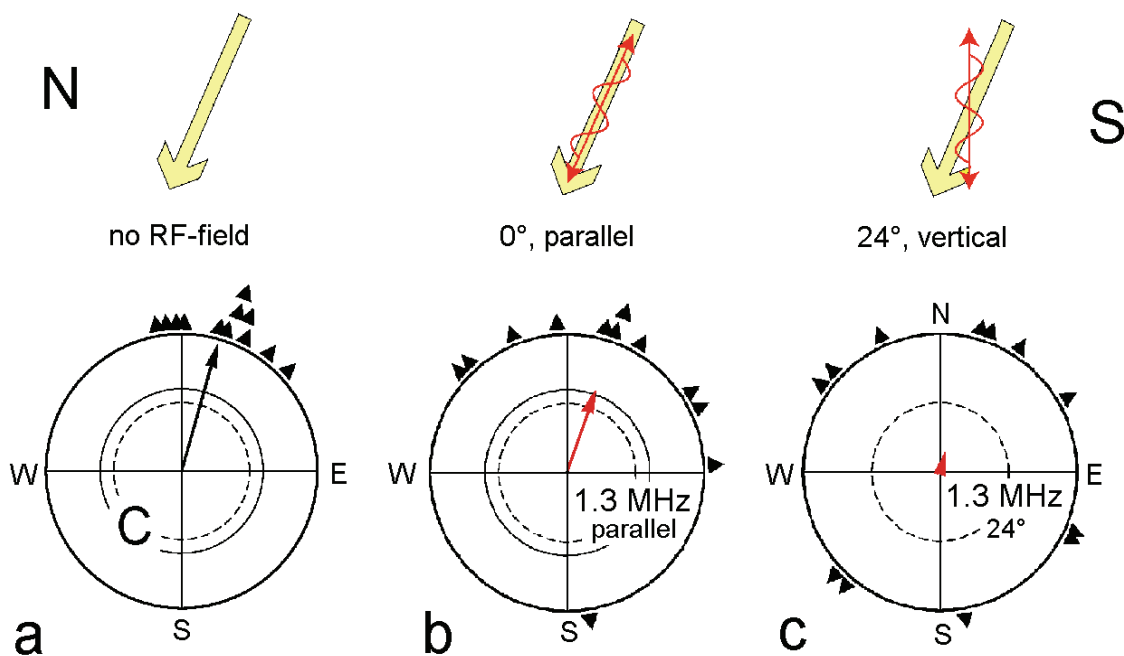 N
S
no RF-field
0°, parallel
24°, vertical
W
C
S
a
W
1.3 MHz
parallel
S
b
N
W
E
1.3 MHz
24°
S
c
E